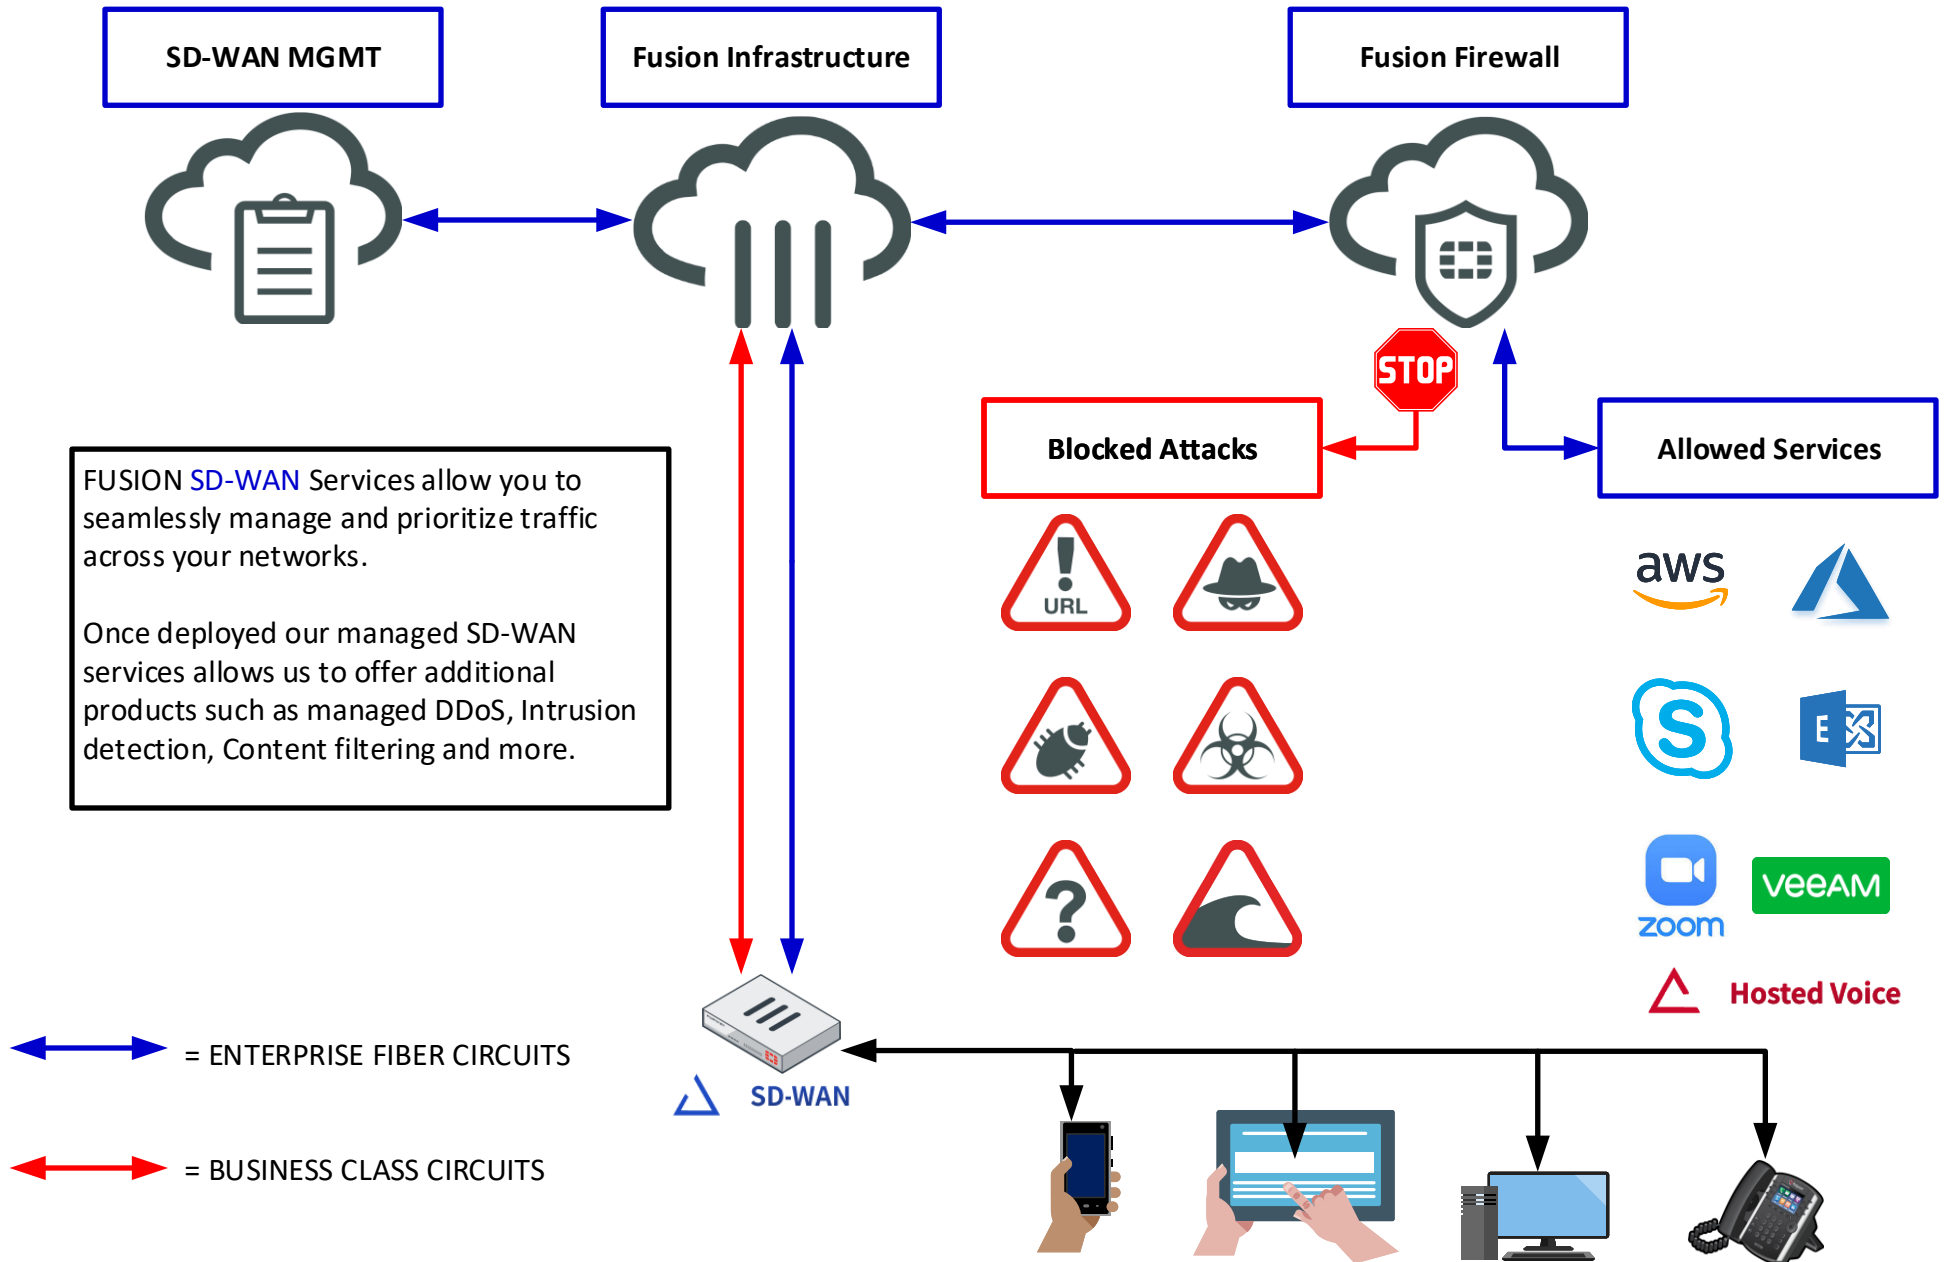 SD-WAN MGMT
Fusion Infrastructure
Fusion Firewall
STOP
Blocked Attacks
Allowed Services
FUSION SD-WAN Services allow you to
seamlessly manage and prioritize traffic
across your networks.
Once deployed our managed SD-WAN
services allows us to offer additional
products such as managed DDoS, Intrusion
detection, Content filtering and more.
URL
aws
S
E
zoom
veeAM
Hosted Voice
SD-WAN
= ENTERPRISE FIBER CIRCUITS
= BUSINESS CLASS CIRCUITS